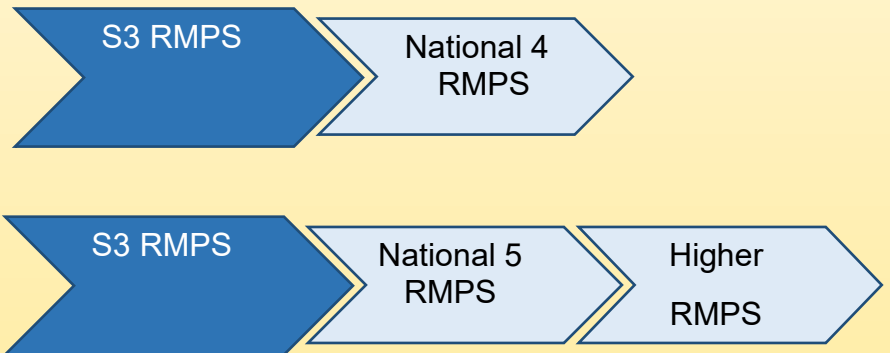 S3 RMPS
National 4
RMPS
S3 RMPS
National 5
RMPS
Higher
RMPS